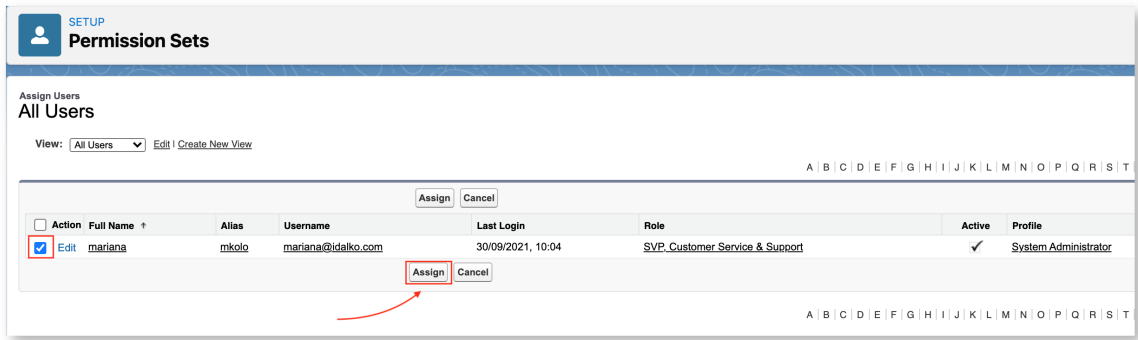 SETUP
Permission Sets
Assign Users
All Users
View: All Users Edit | Create New View
A | B | C | D | E | F | G | H | I | J | K | L | M | N | O | P | Q | R | S | T
Assign Cancel
Action Full Name ↑ Alias Username Last Login Role Active Profile
Edit mariana mkolo mariana@idalko.com 30/09/2021, 10:04 SVP, Customer Service & Support System Administrator
Assign Cancel
A | B | C | D | E | F | G | H | I | J | K | L | M | N | O | P | Q | R | S | T